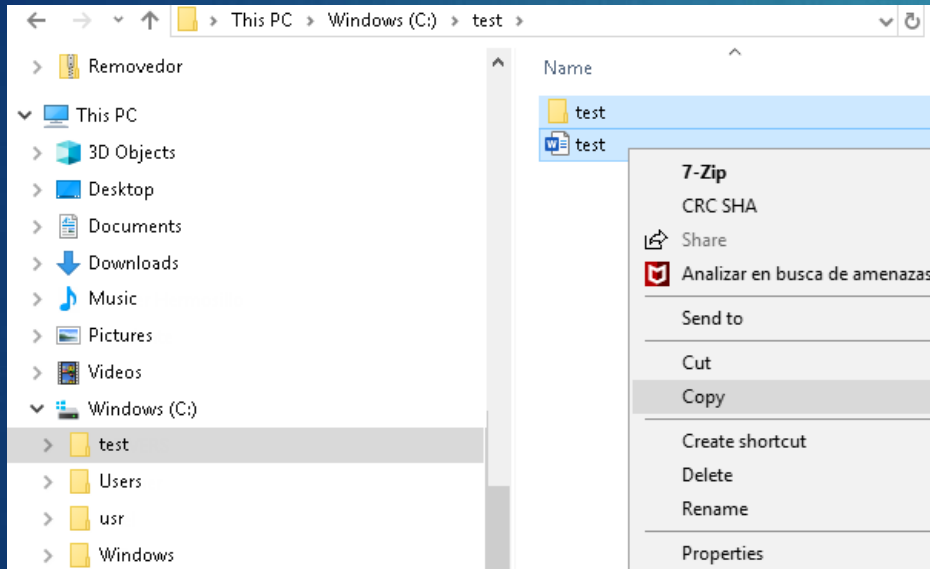 This PC > Windows (C:) > test >
Removedor
This PC
3D Objects
Desktop
Documents
Downloads
Music
Pictures
Videos
Windows (C:)
test
Users
usr
Windows
Name
test
test
7-Zip
CRC SHA
Share
Analizar en busca de amenazas
Send to
Cut
Copy
Create shortcut
Delete
Rename
Properties